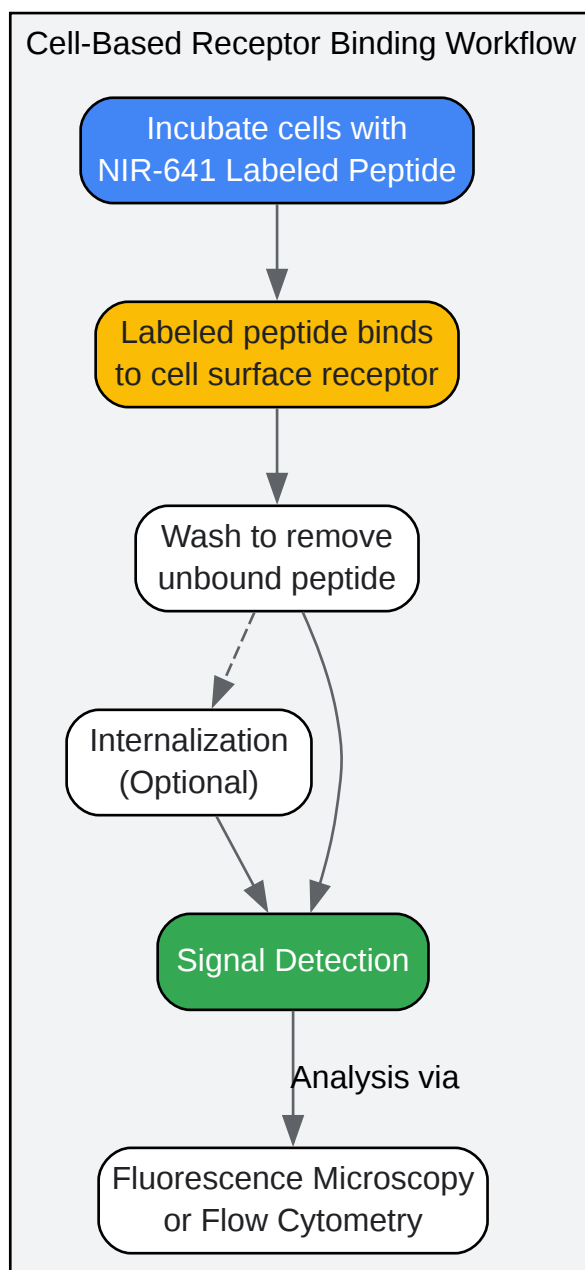 Cell-Based Receptor Binding Workflow
Incubate cells with
NIR-641 Labeled Peptide
Labeled peptide binds
to cell surface receptor
Wash to remove
unbound peptide
Internalization
(Optional)
Signal Detection
Analysis via
Fluorescence Microscopy
or Flow Cytometry